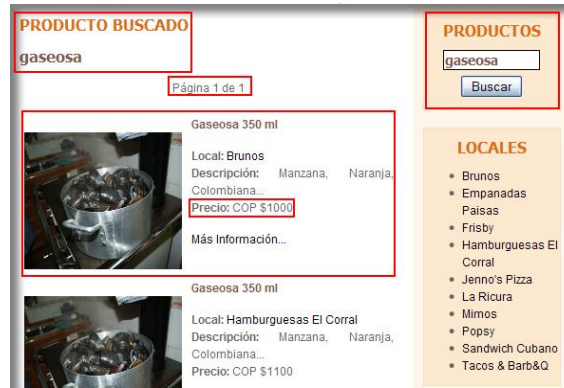 PRODUCTO BUSCADO
gaseosa
Página 1 de 1
Gaseosa 350 ml
Local: Brunos
Descripción: Manzana, Naranja,
Colombiana...
Precio: COP $1000
Más Información...
Gaseosa 350 ml
Local: Hamburguesas El Corral
Descripción: Manzana, Naranja,
Colombiana...
Precio: COP $1100
PRODUCTOS
gaseosa
Buscar
LOCALES
Brunos
Empanadas
Paisas
Frisby
Hamburguesas El
Corral
Jenno's Pizza
La Ricura
Mimos
Popsy
Sandwich Cubano
Tacos & Barb&Q